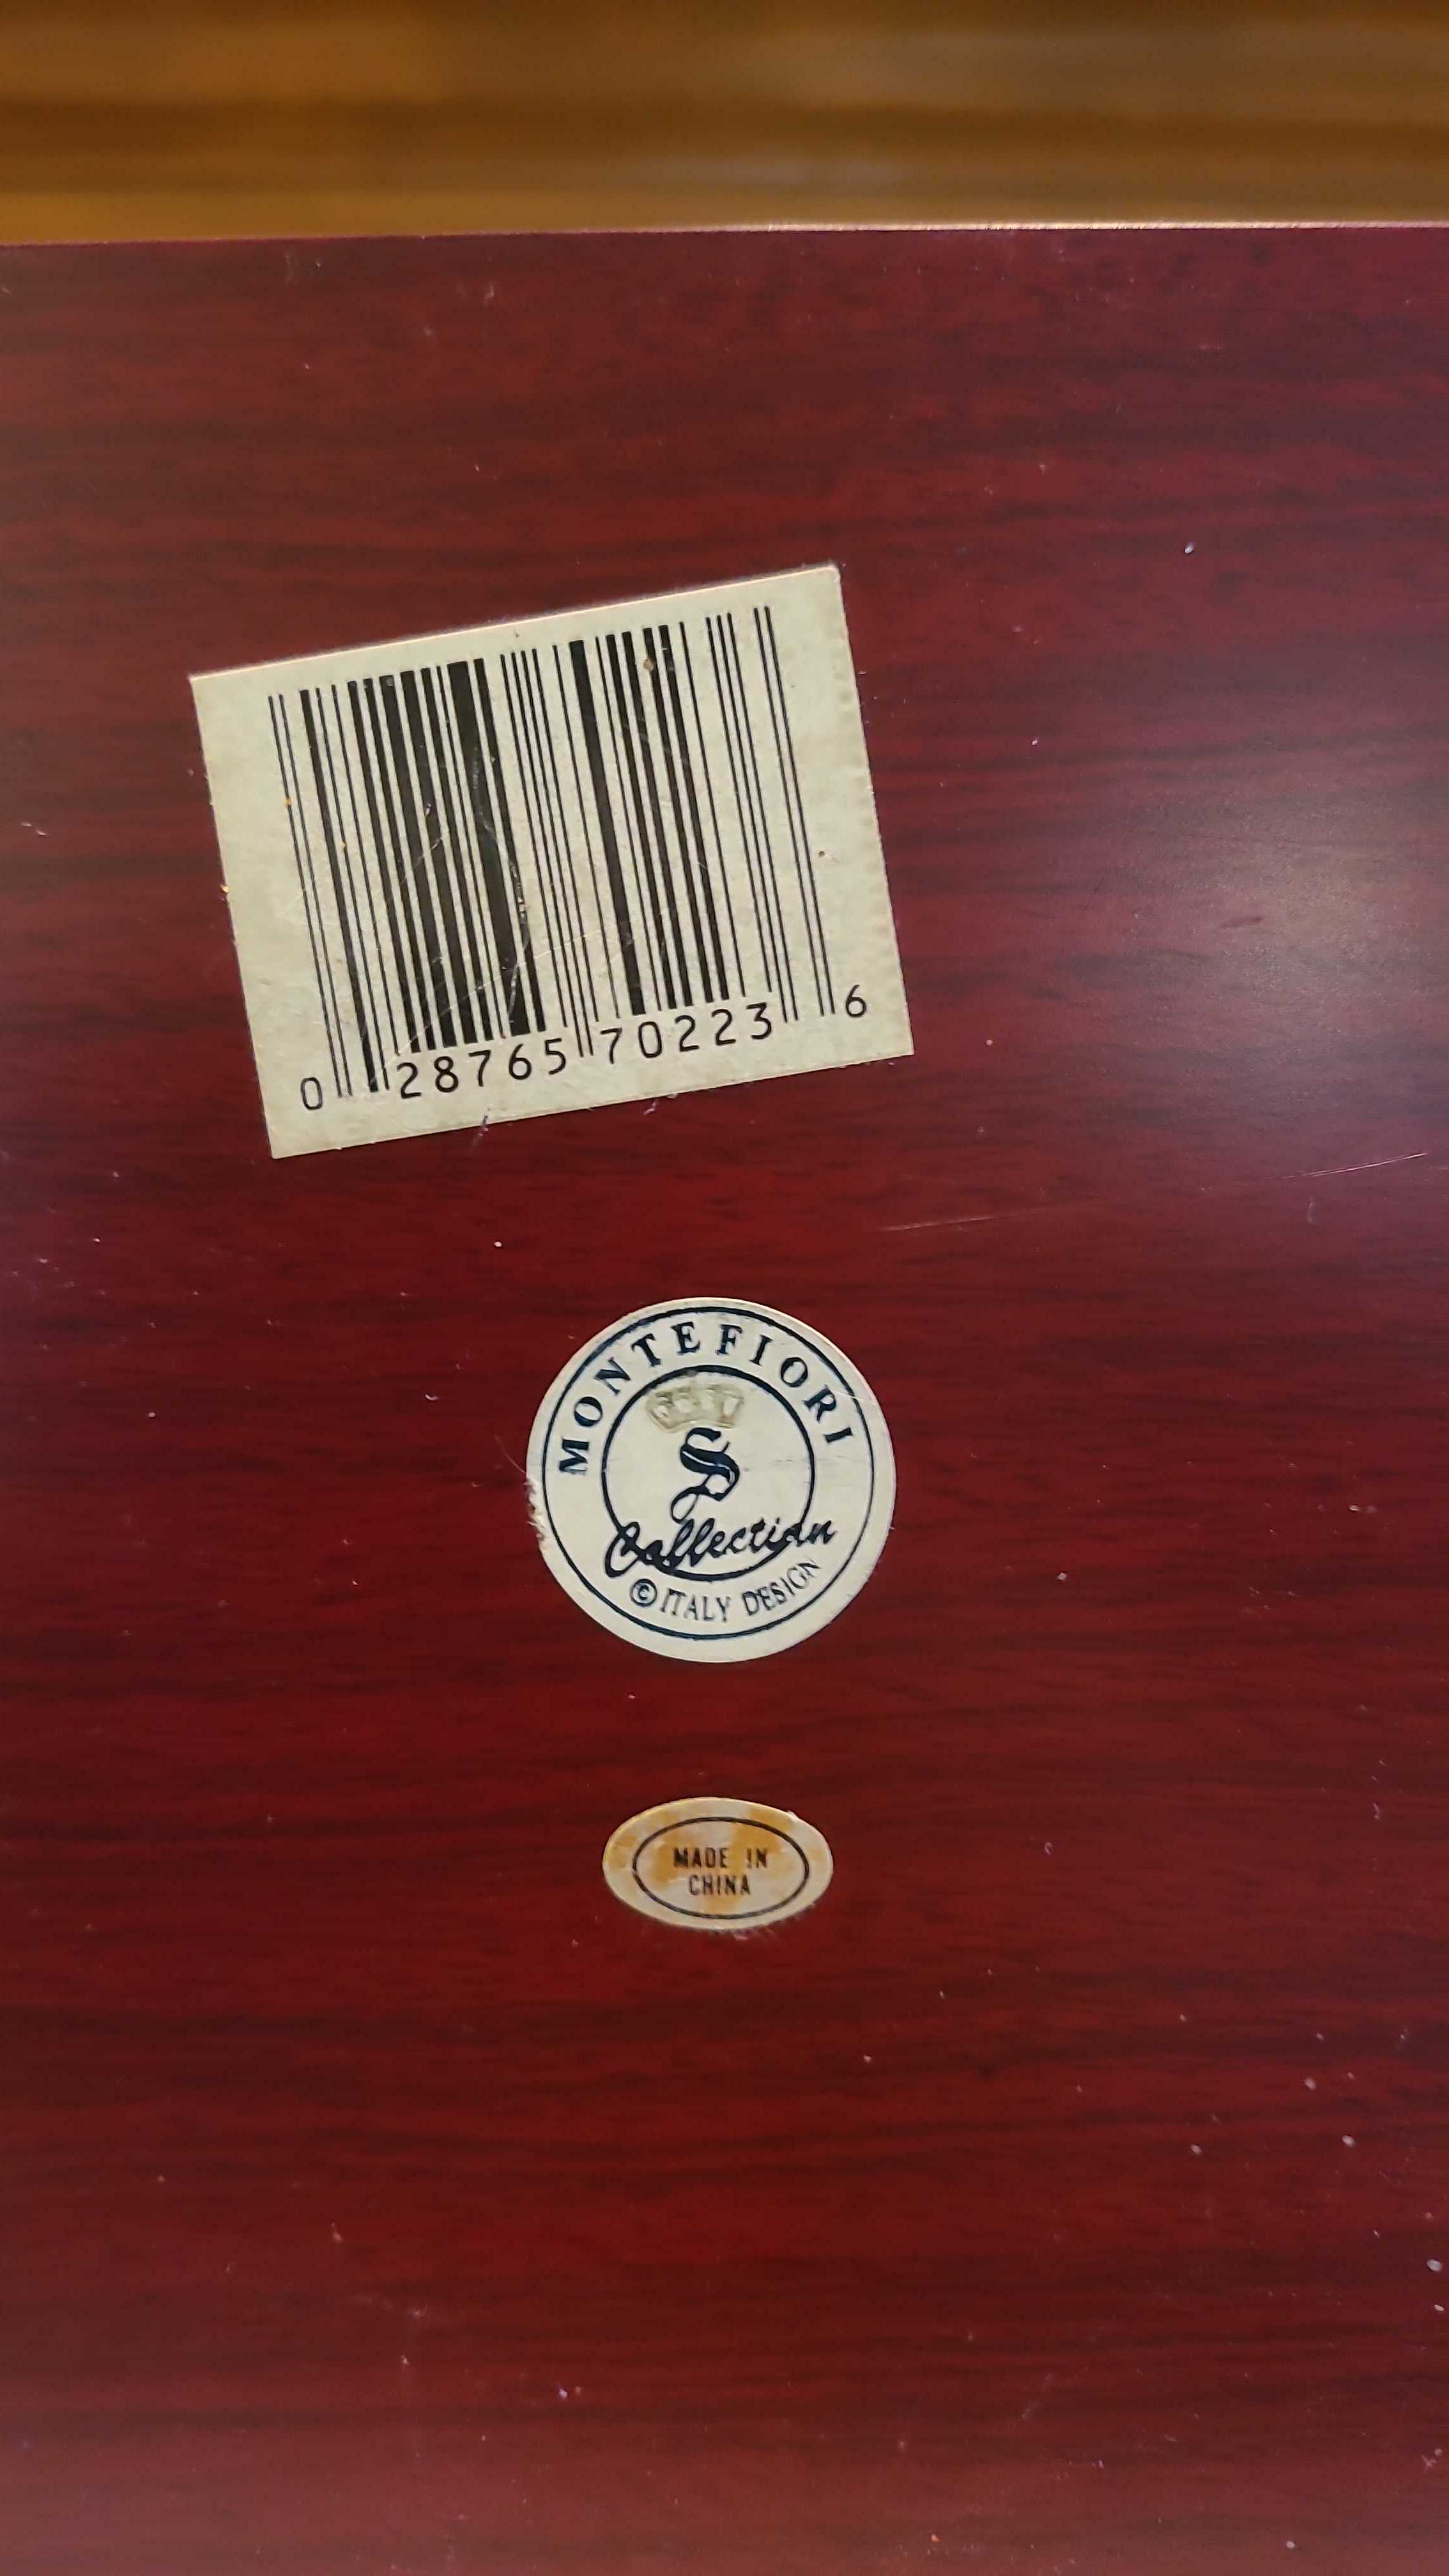 0 28765 70223 6
MONTEFIORI
S
Collection
© ITALY DESIGN
MADE IN
CHINA